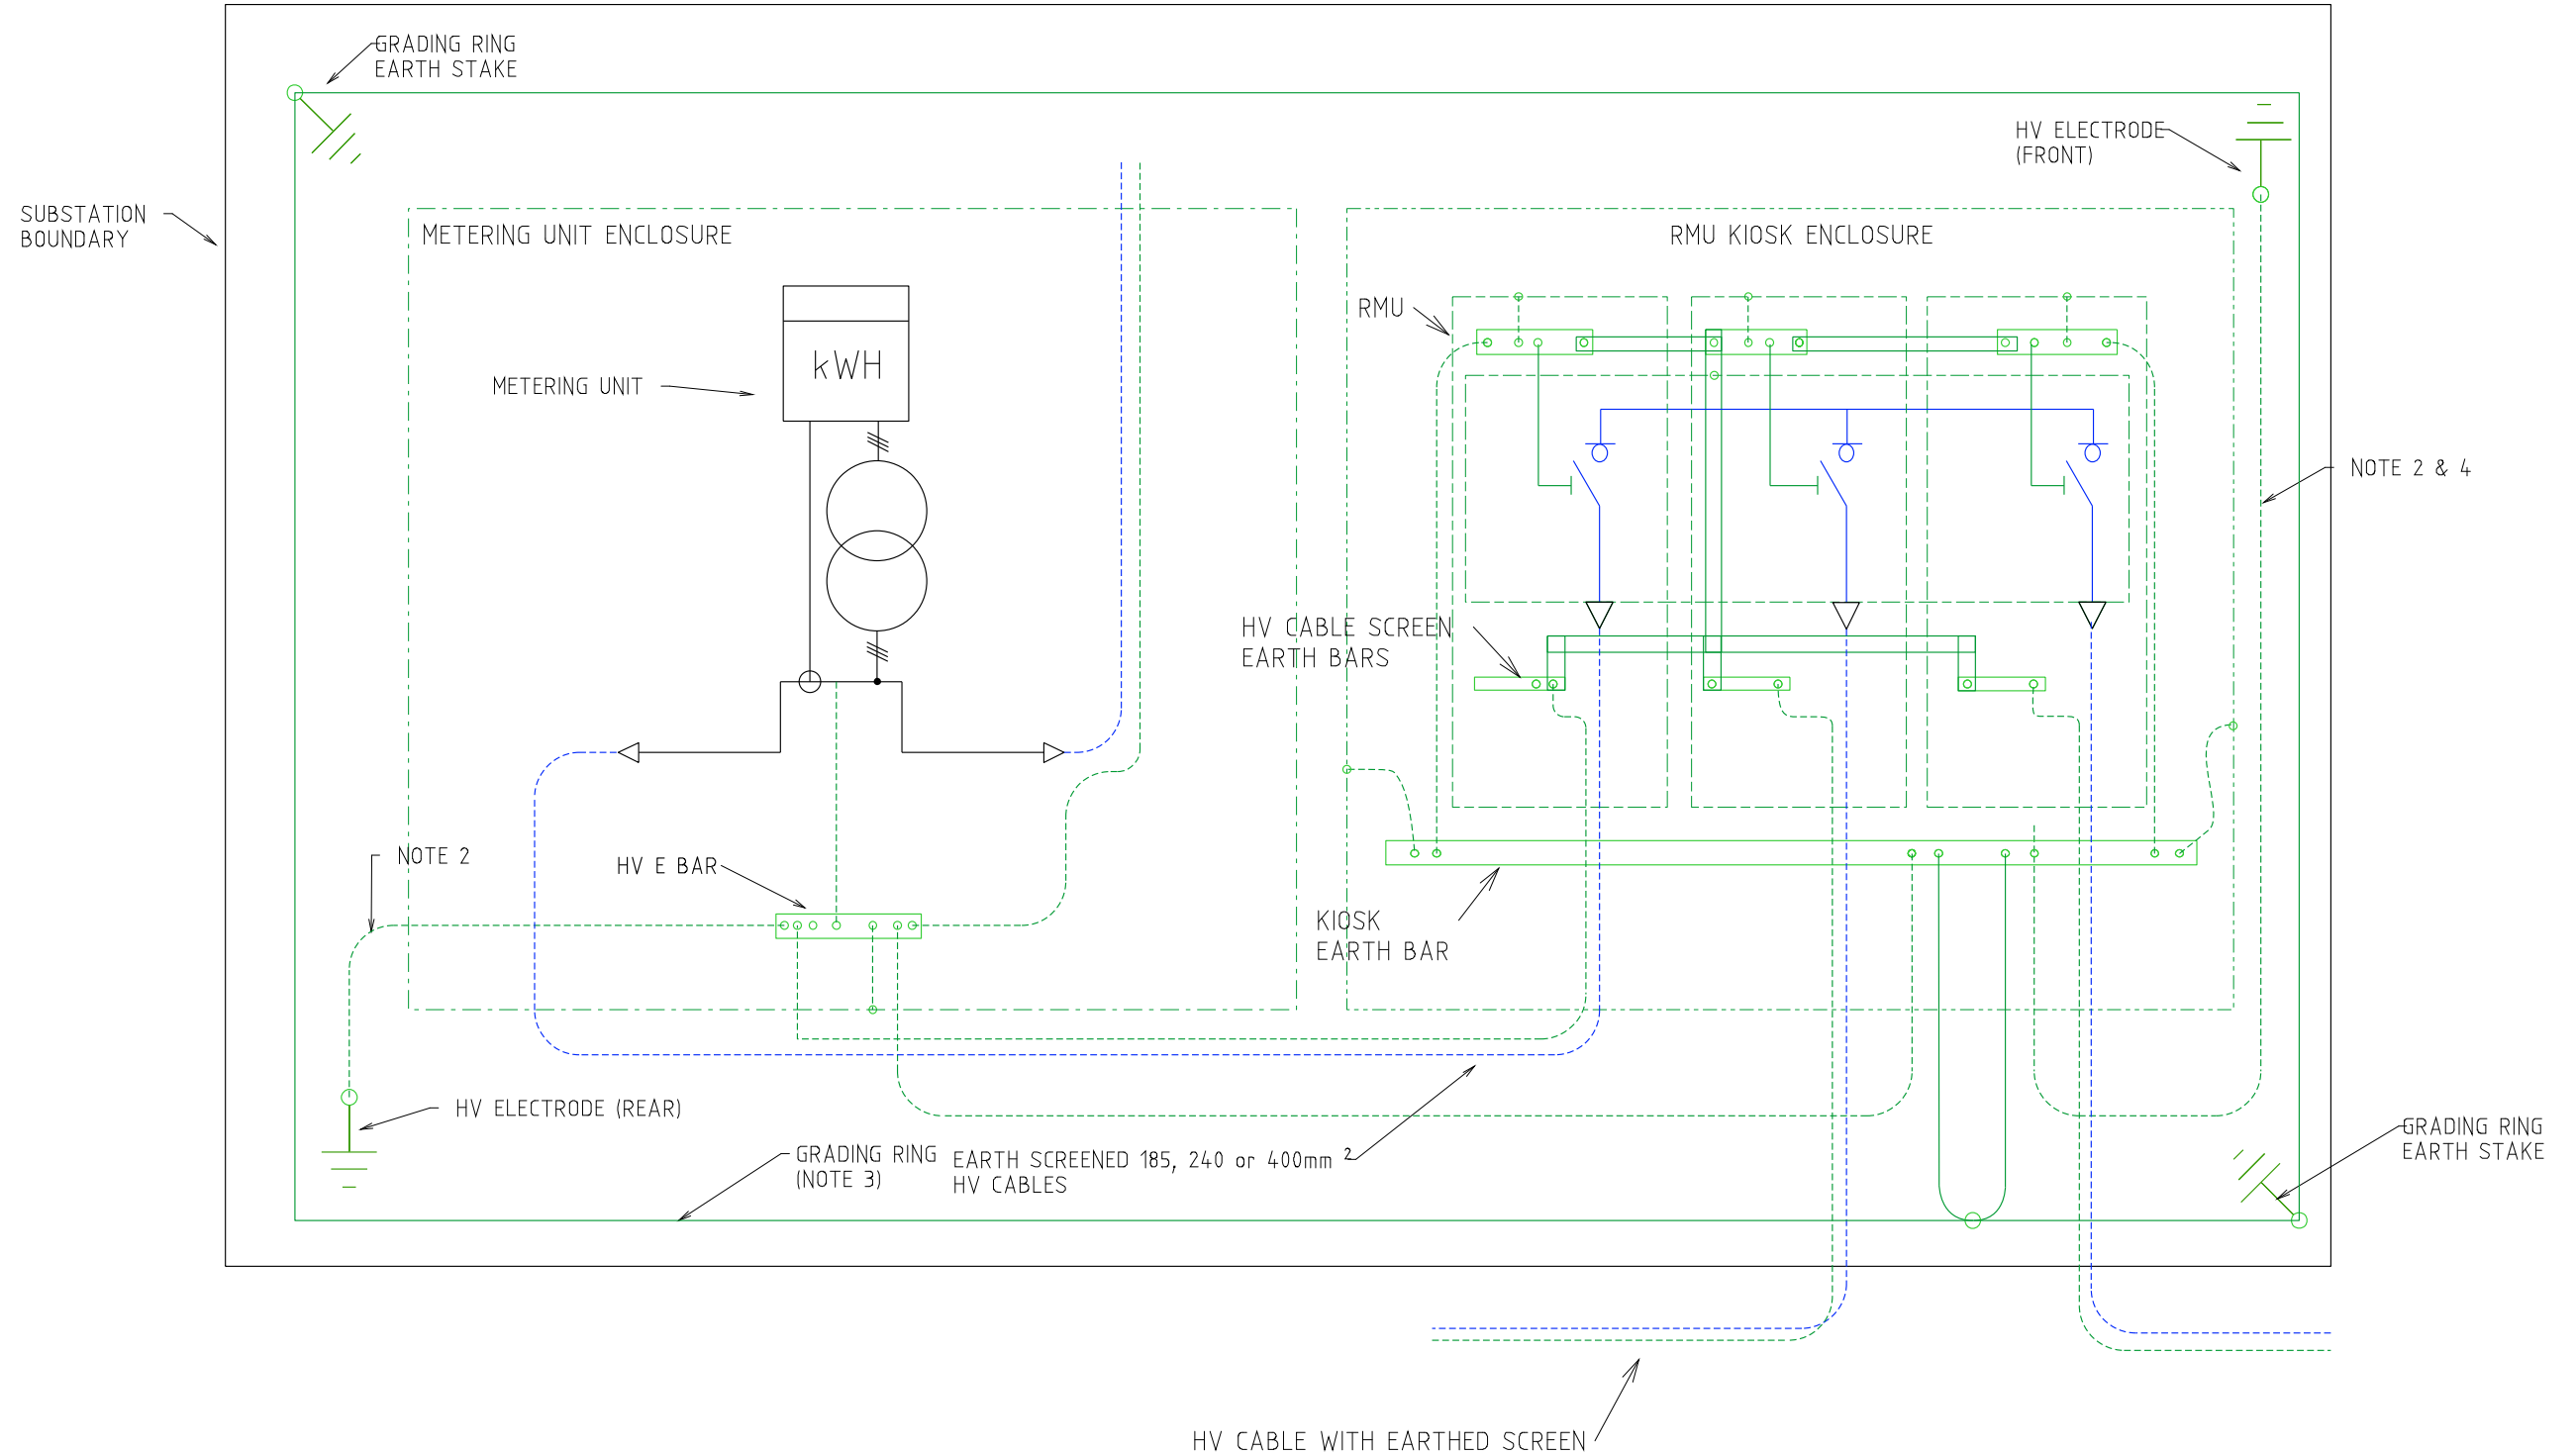 GRADING RING
EARTH STAKE
HV ELECTRODE
(FRONT)
SUBSTATION
BOUNDARY
METERING UNIT ENCLOSURE
RMU KIOSK ENCLOSURE
RMU
kWH
METERING UNIT
NOTE 2 & 4
HV CABLE SCREEN
EARTH BARS
NOTE 2
HV E BAR
KIOSK
EARTH BAR
HV ELECTRODE (REAR)
GRADING RING
(NOTE 3)
EARTH SCREENED 185, 240 or 400mm 2
HV CABLES
GRADING RING
EARTH STAKE
HV CABLE WITH EARTHED SCREEN